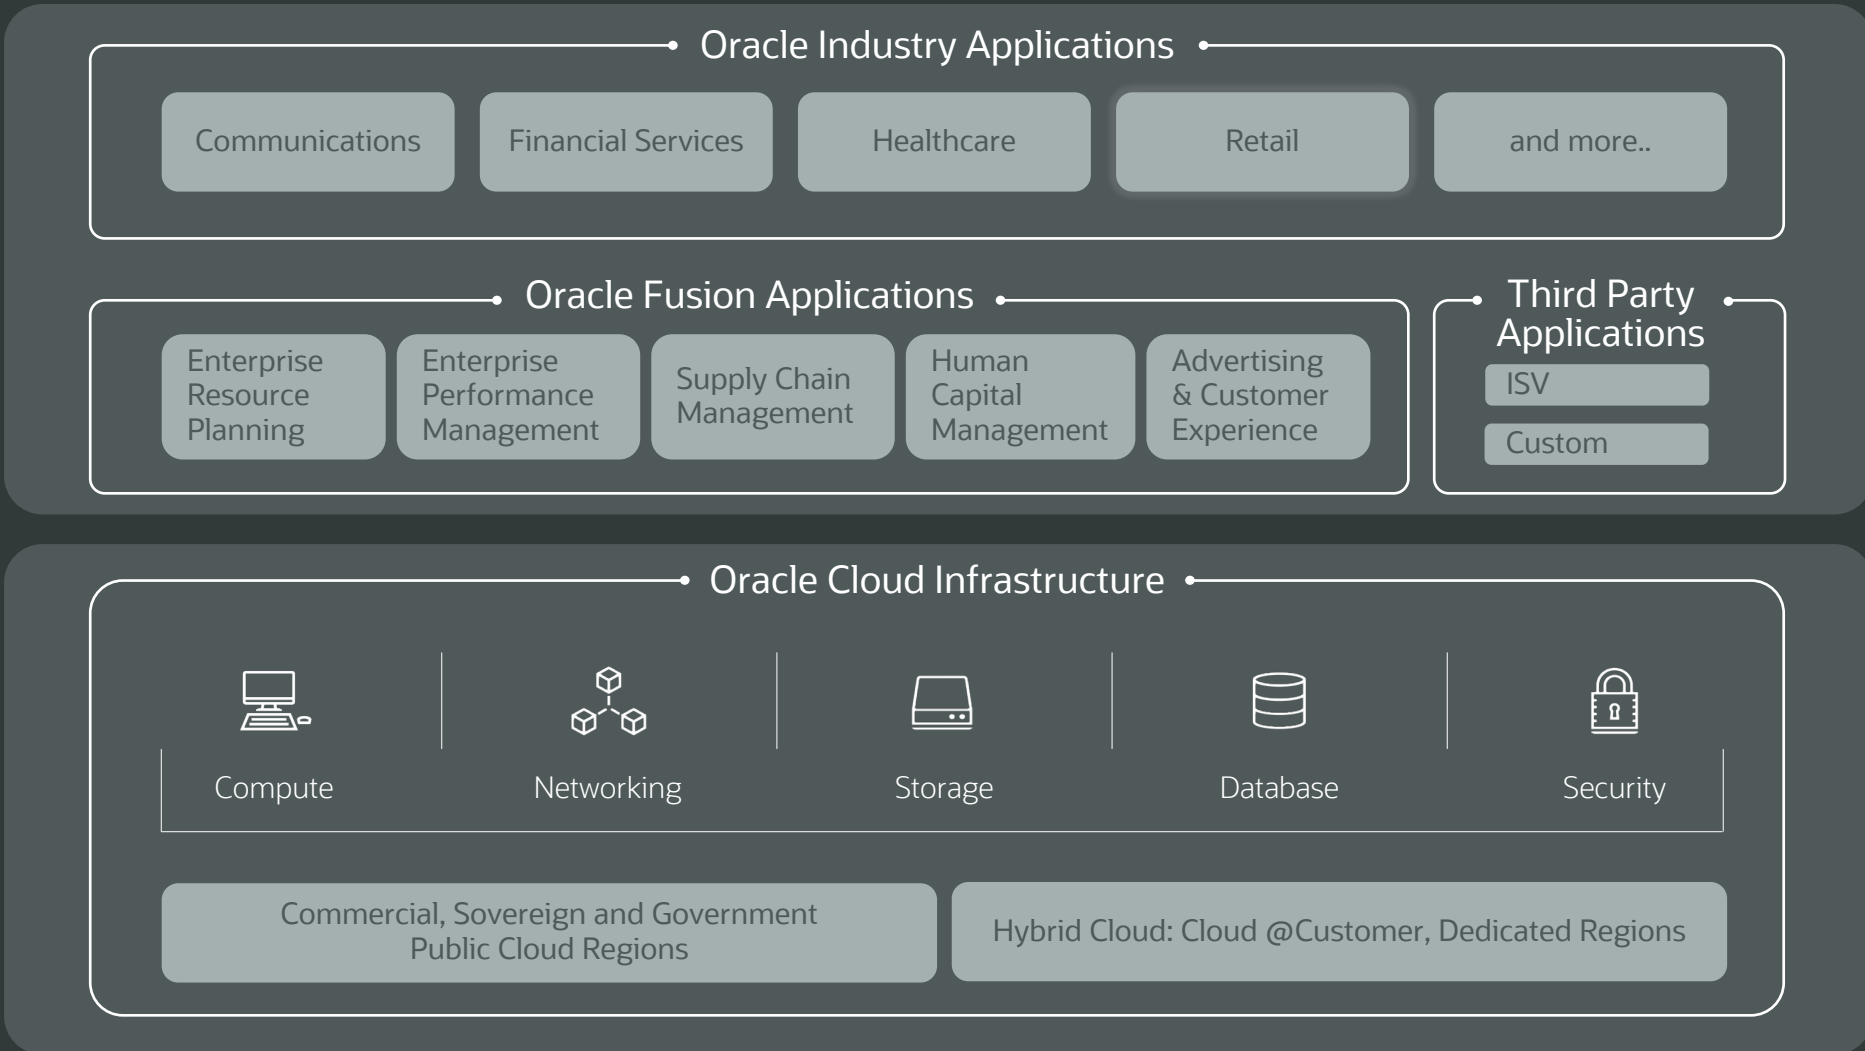 Oracle Industry Applications
Communications
Financial Services
Healthcare
Retail
and more..
Oracle Fusion Applications
Enterprise
Resource
Planning
Enterprise
Performance
Management
Supply Chain
Management
Human
Capital
Management
Advertising
& Customer
Experience
Third Party
Applications
ISV
Custom
Oracle Cloud Infrastructure
Compute
Networking
Storage
Database
Security
Commercial, Sovereign and Government
Public Cloud Regions
Hybrid Cloud: Cloud @Customer, Dedicated Regions